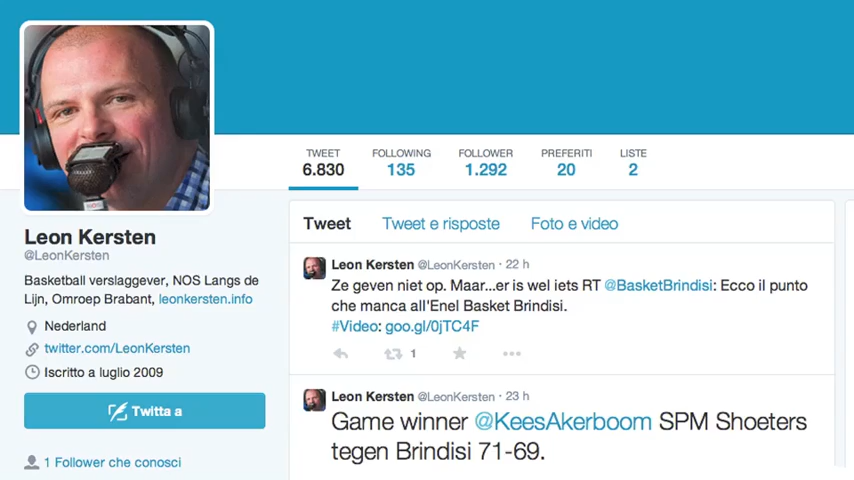 TWEET FOLLOWING FOLLOWER PREFERITI LISTE
6.830 135 1.292 20 2
Leon Kersten
@LeonKersten
Basketball verslaggever, NOS Langs de
Lijn, Omroep Brabant, leonkersten.info
Nederland
twitter.com/LeonKersten
Iscritto a luglio 2009
Twitta a
1 Follower che conosci
Tweet Tweet e risposte Foto e video
Leon Kersten @LeonKersten · 22 h
Ze geven niet op. Maar...er is wel iets RT @BasketBrindisi: Ecco il punto
che manca all'Enel Basket Brindisi.
#Video: goo.gl/0jTC4F
1
Leon Kersten @LeonKersten · 23 h
Game winner @KeesAkerboom SPM Shoeters
tegen Brindisi 71-69.